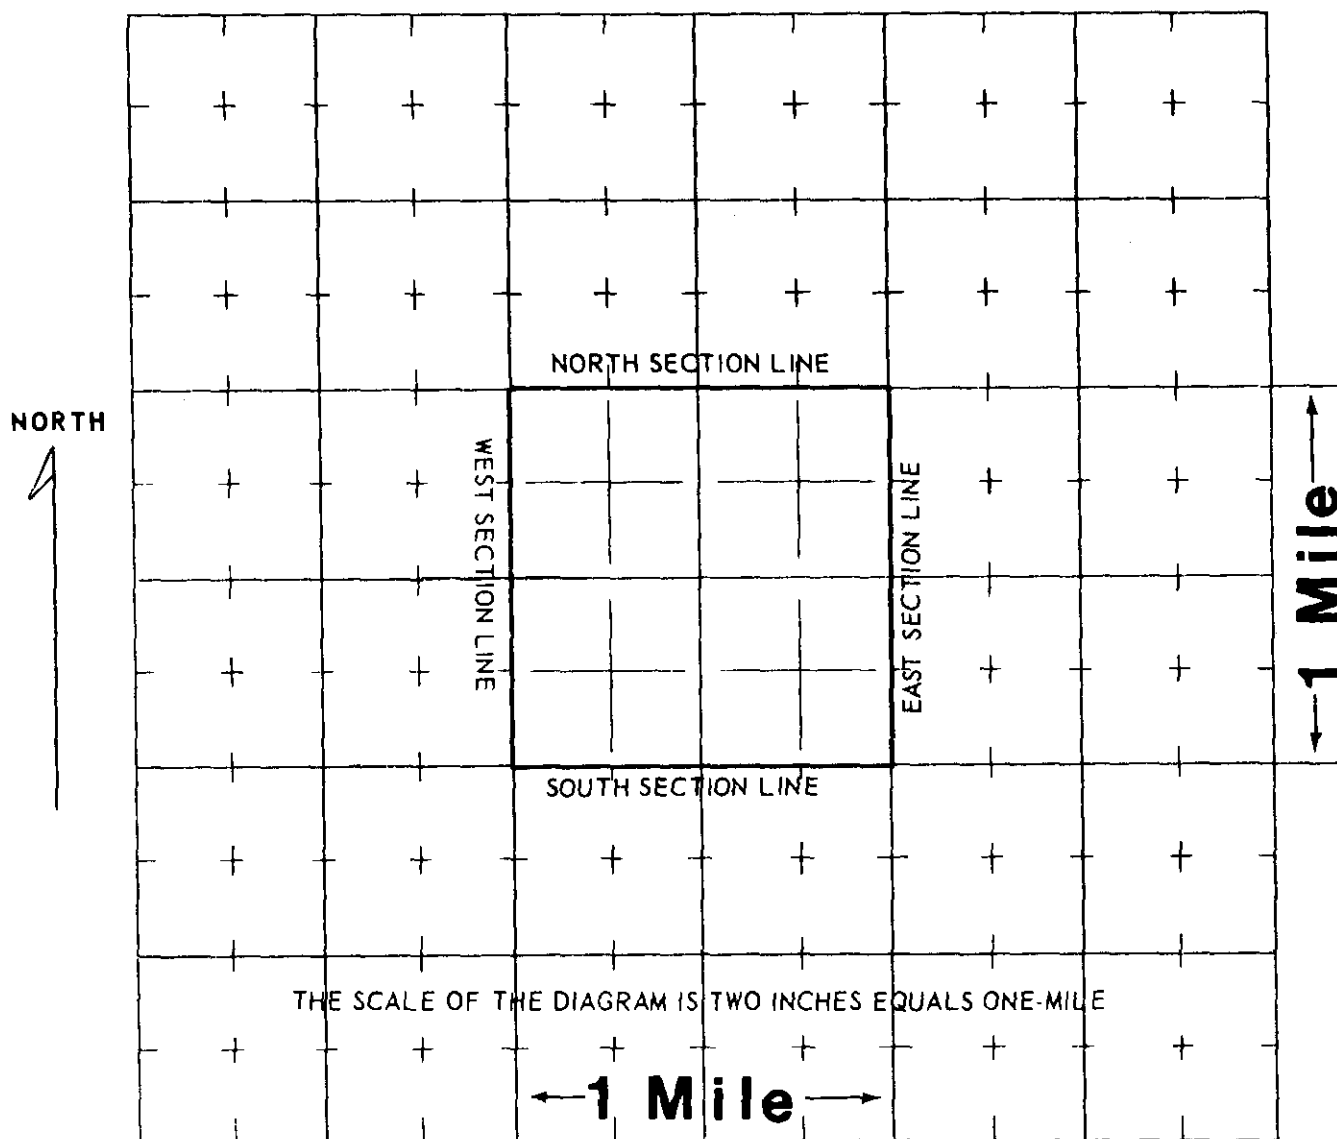 NORTH SECTION LINE
NORTH
WEST SECTION LINE
EAST SECTION LINE
1 Mile
SOUTH SECTION LINE
THE SCALE OF THE DIAGRAM IS TWO INCHES EQUALS ONE-MILE
1 Mile